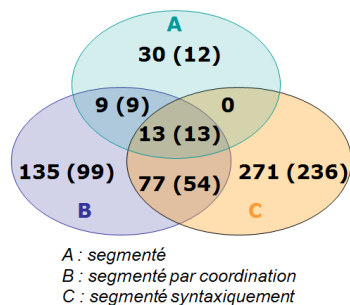 A
30 (12)
9 (9)
0
13 (13)
135 (99)
77 (54)
271 (236)
B
C
A : segmenté
B : segmenté par coordination
C : segmenté syntaxiquement